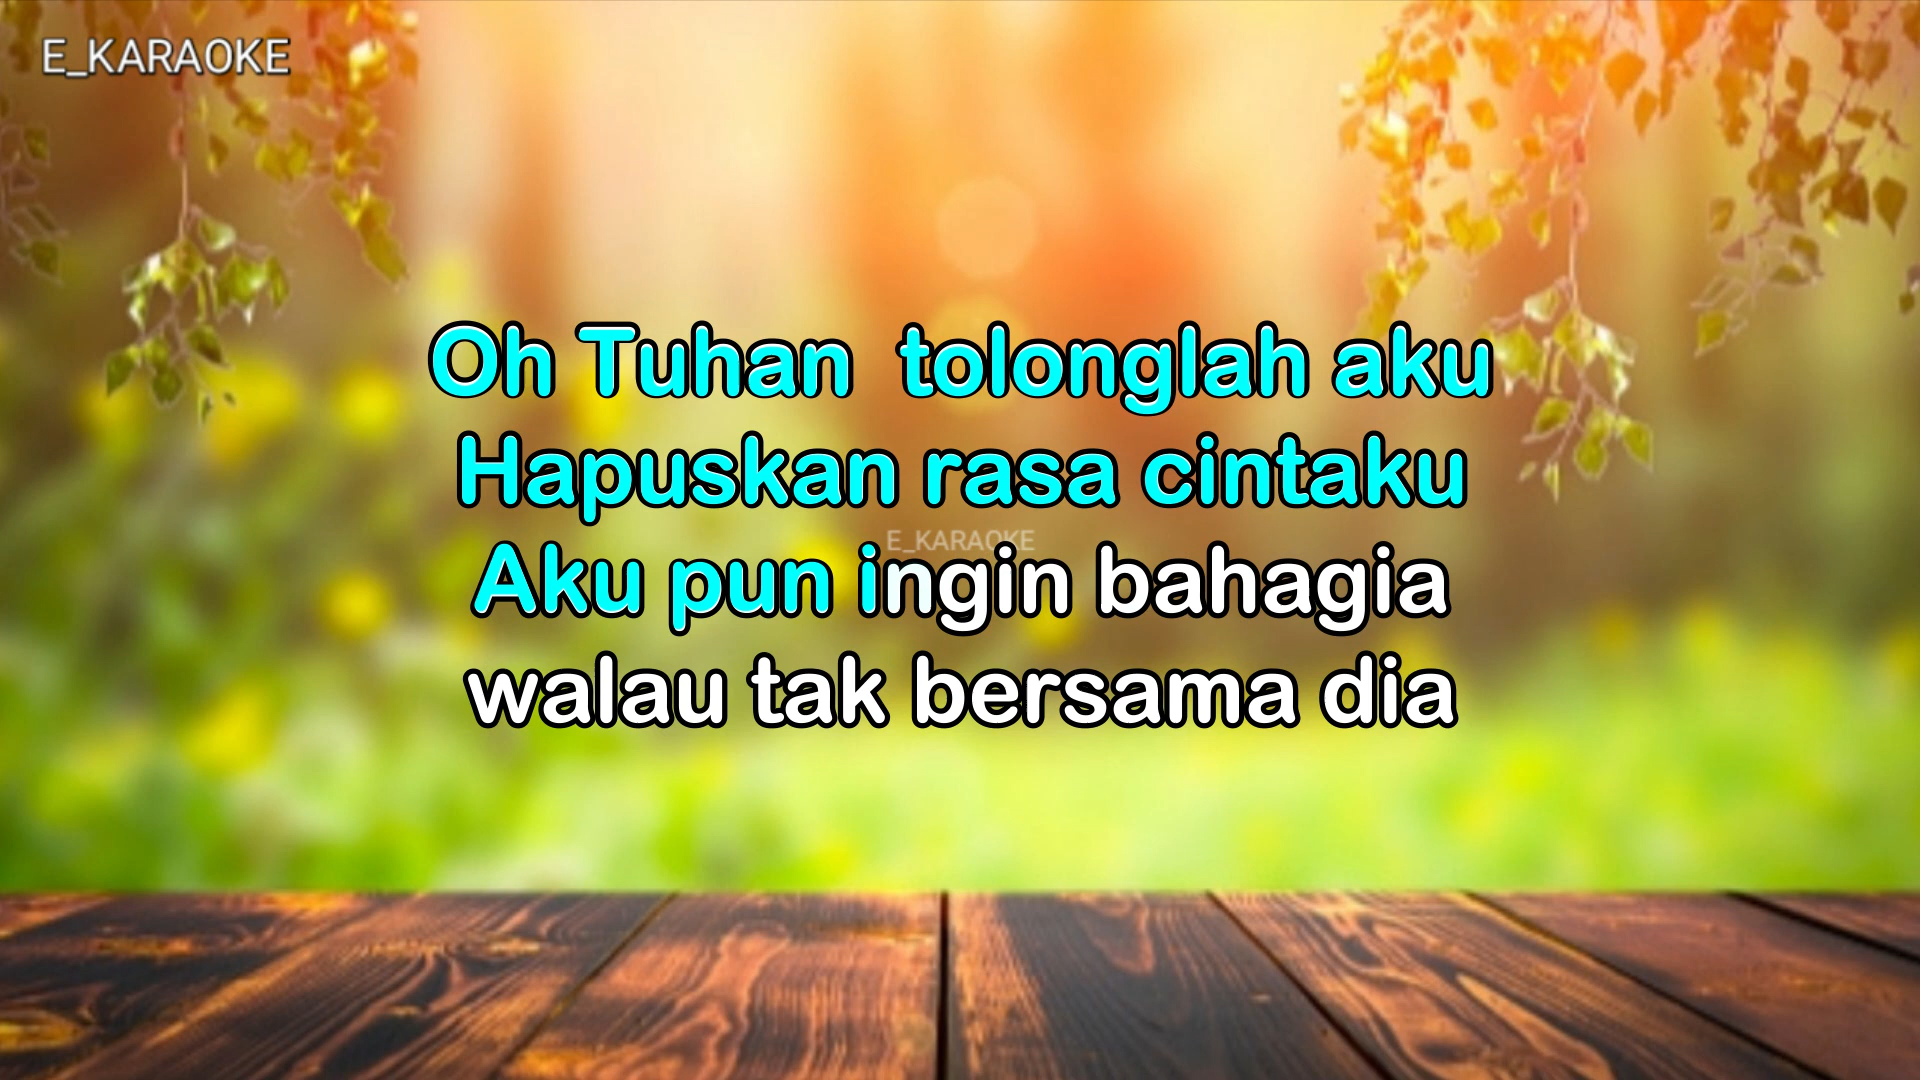 E_KARAOKE
Oh Tuhan  tolonglah aku
Hapuskan rasa cintaku
E_KARAOKE
Aku pun ingin bahagia
walau tak bersama dia